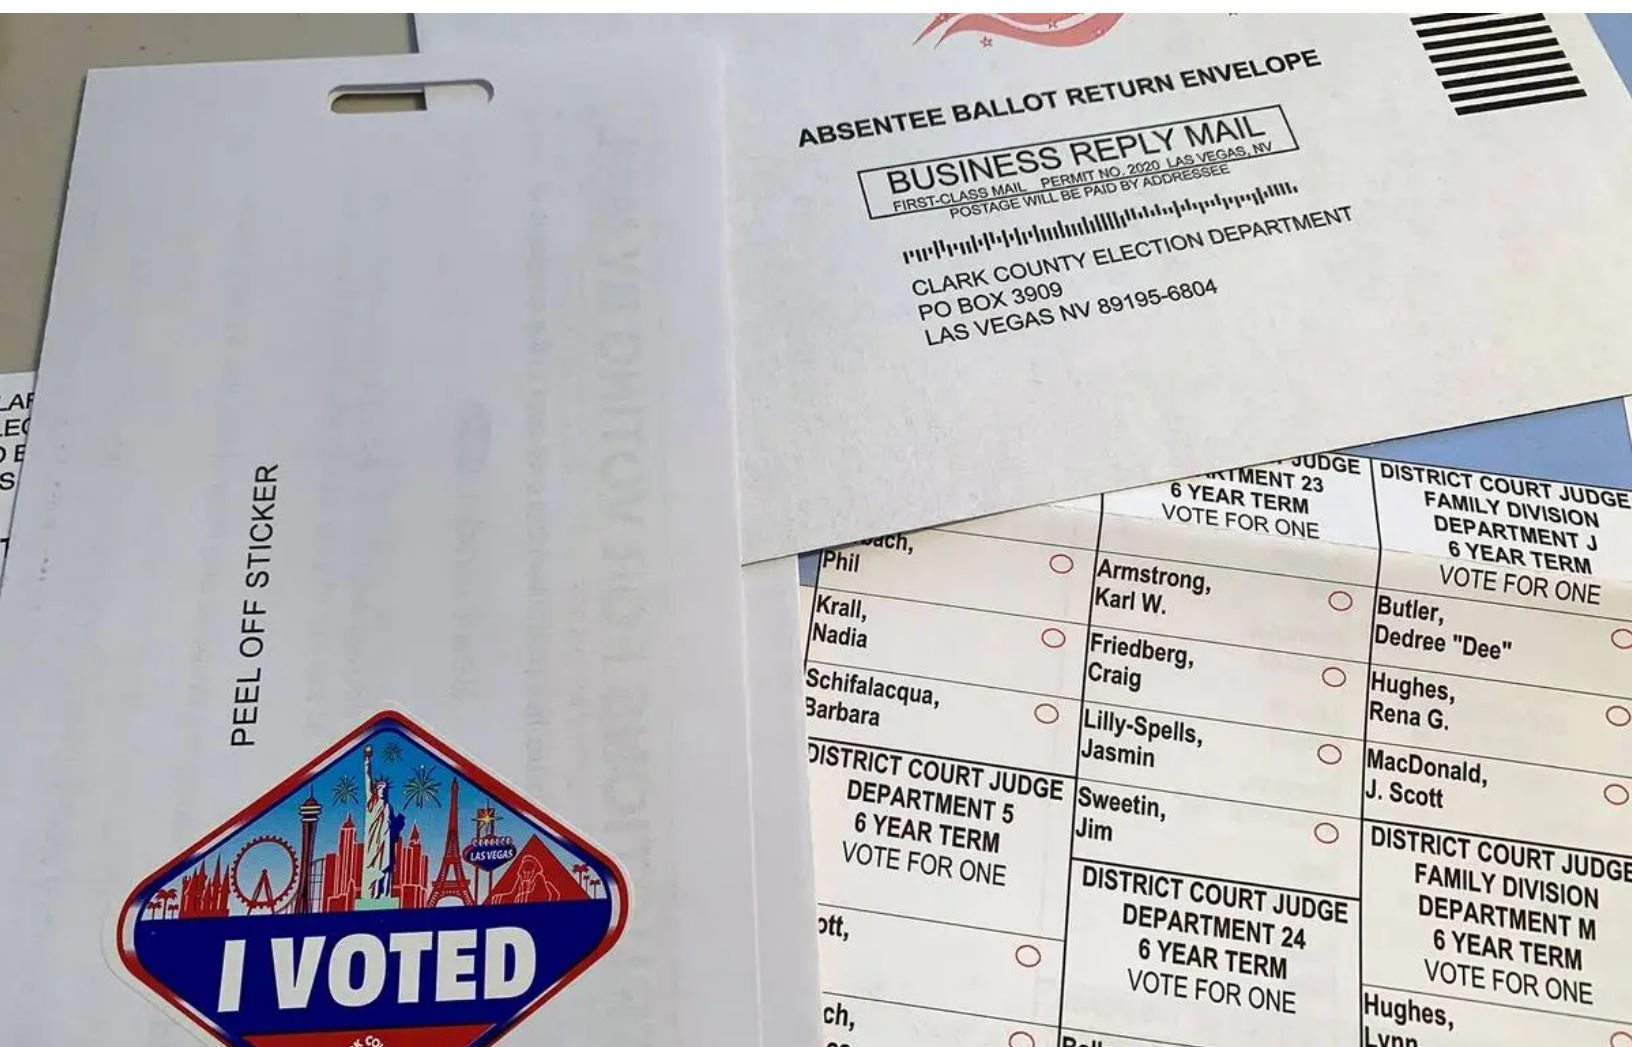 ABSENTEE BALLOT RETURN ENVELOPE
BUSINESS REPLY MAIL
FIRST-CLASS MAIL PERMIT NO. 2020 LAS VEGAS, NV
POSTAGE WILL BE PAID BY ADDRESSEE
CLARK COUNTY ELECTION DEPARTMENT
PO BOX 3909
LAS VEGAS NV 89195-6804
PEEL OFF STICKER
LAS VEGAS
I VOTED
Phil
Krall,
Nadia
Schifalacqua,
Barbara
DISTRICT COURT JUDGE
DEPARTMENT 5
6 YEAR TERM
VOTE FOR ONE
JUDGE
23
6 YEAR TERM
VOTE FOR ONE
Armstrong,
Karl W.
Friedberg,
Craig
Lilly-Spells,
Jasmin
Sweetin,
Jim
DISTRICT COURT JUDGE
DEPARTMENT 24
6 YEAR TERM
VOTE FOR ONE
DISTRICT COURT JUDGE
FAMILY DIVISION
DEPARTMENT J
6 YEAR TERM
VOTE FOR ONE
Butler,
Dedree "Dee"
Hughes,
Rena G.
MacDonald,
J. Scott
DISTRICT COURT JUDGE
FAMILY DIVISION
DEPARTMENT M
6 YEAR TERM
VOTE FOR ONE
Hughes,
Lynn